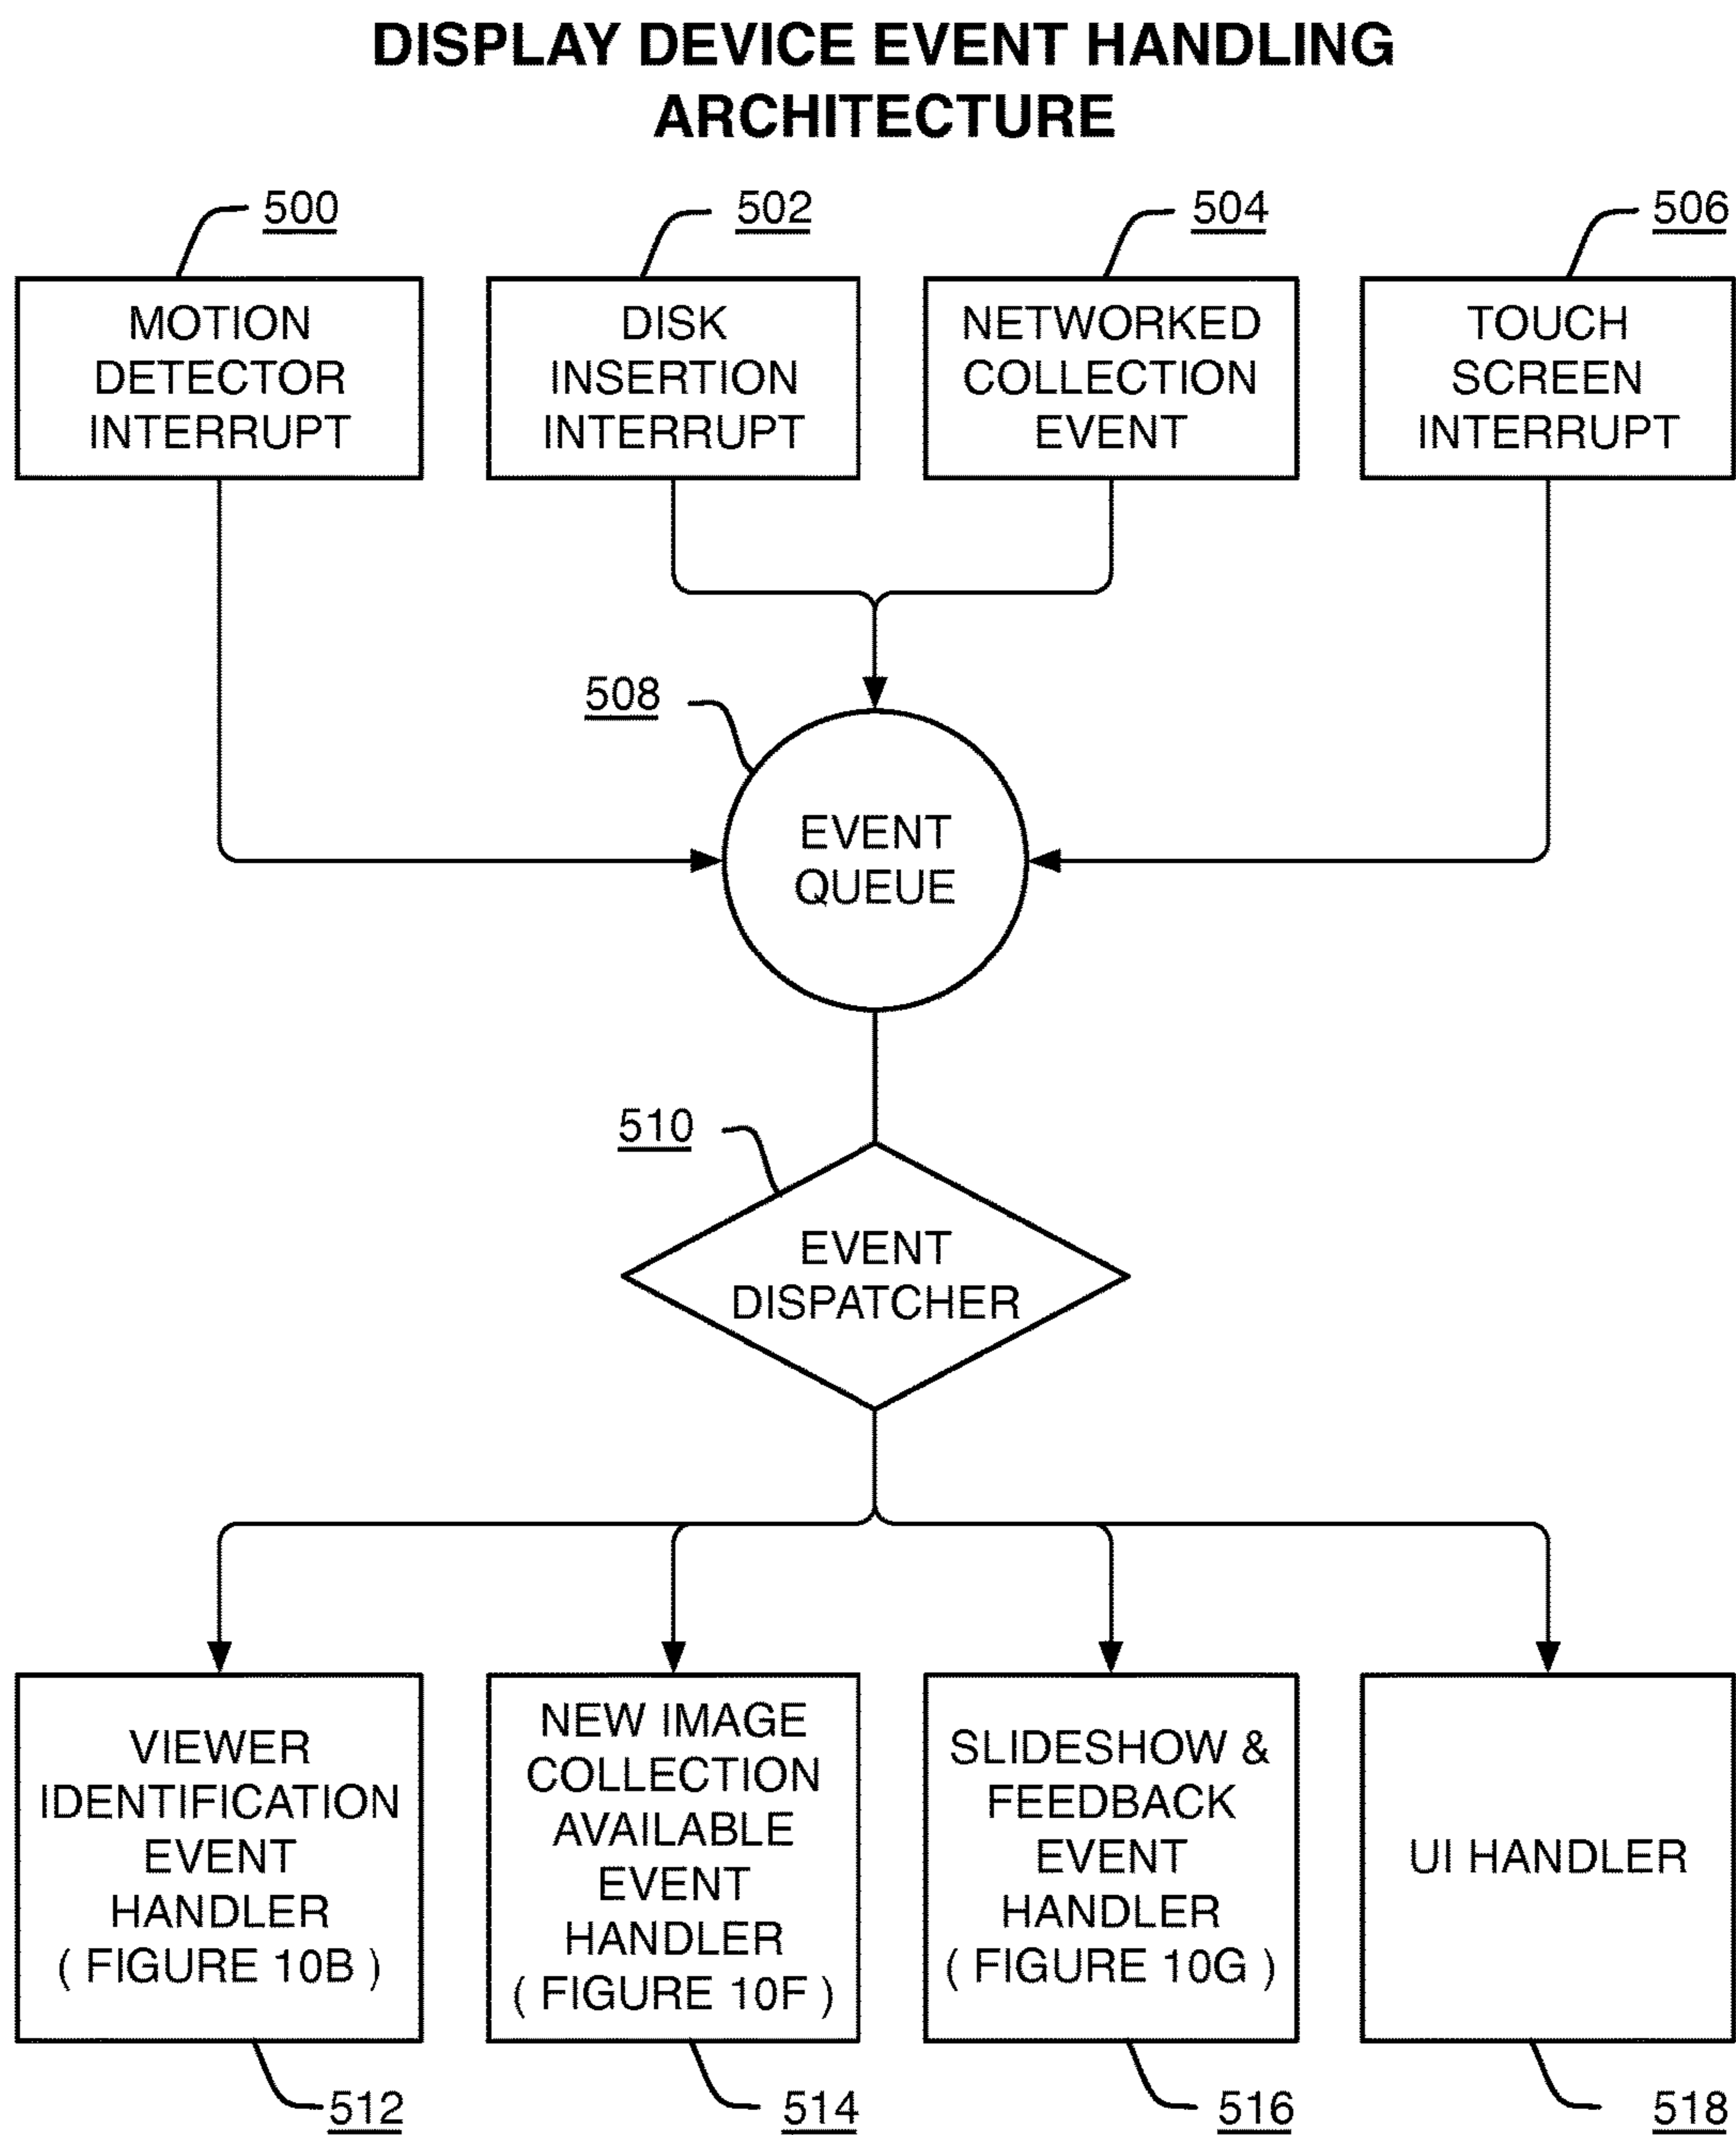 DISPLAY DEVICE EVENT HANDLING
ARCHITECTURE
500
502
504
506
MOTION
DETECTOR
INTERRUPT
DISK
INSERTION
INTERRUPT
NETWORKED
COLLECTION
EVENT
TOUCH
SCREEN
INTERRUPT
508
EVENT
QUEUE
510
EVENT
DISPATCHER
VIEWER
IDENTIFICATION
EVENT
HANDLER
( FIGURE 10B )
NEW IMAGE
COLLECTION
AVAILABLE
EVENT
HANDLER
( FIGURE 10F )
SLIDESHOW &
FEEDBACK
EVENT
HANDLER
( FIGURE 10G )
UI HANDLER
512
514
516
518